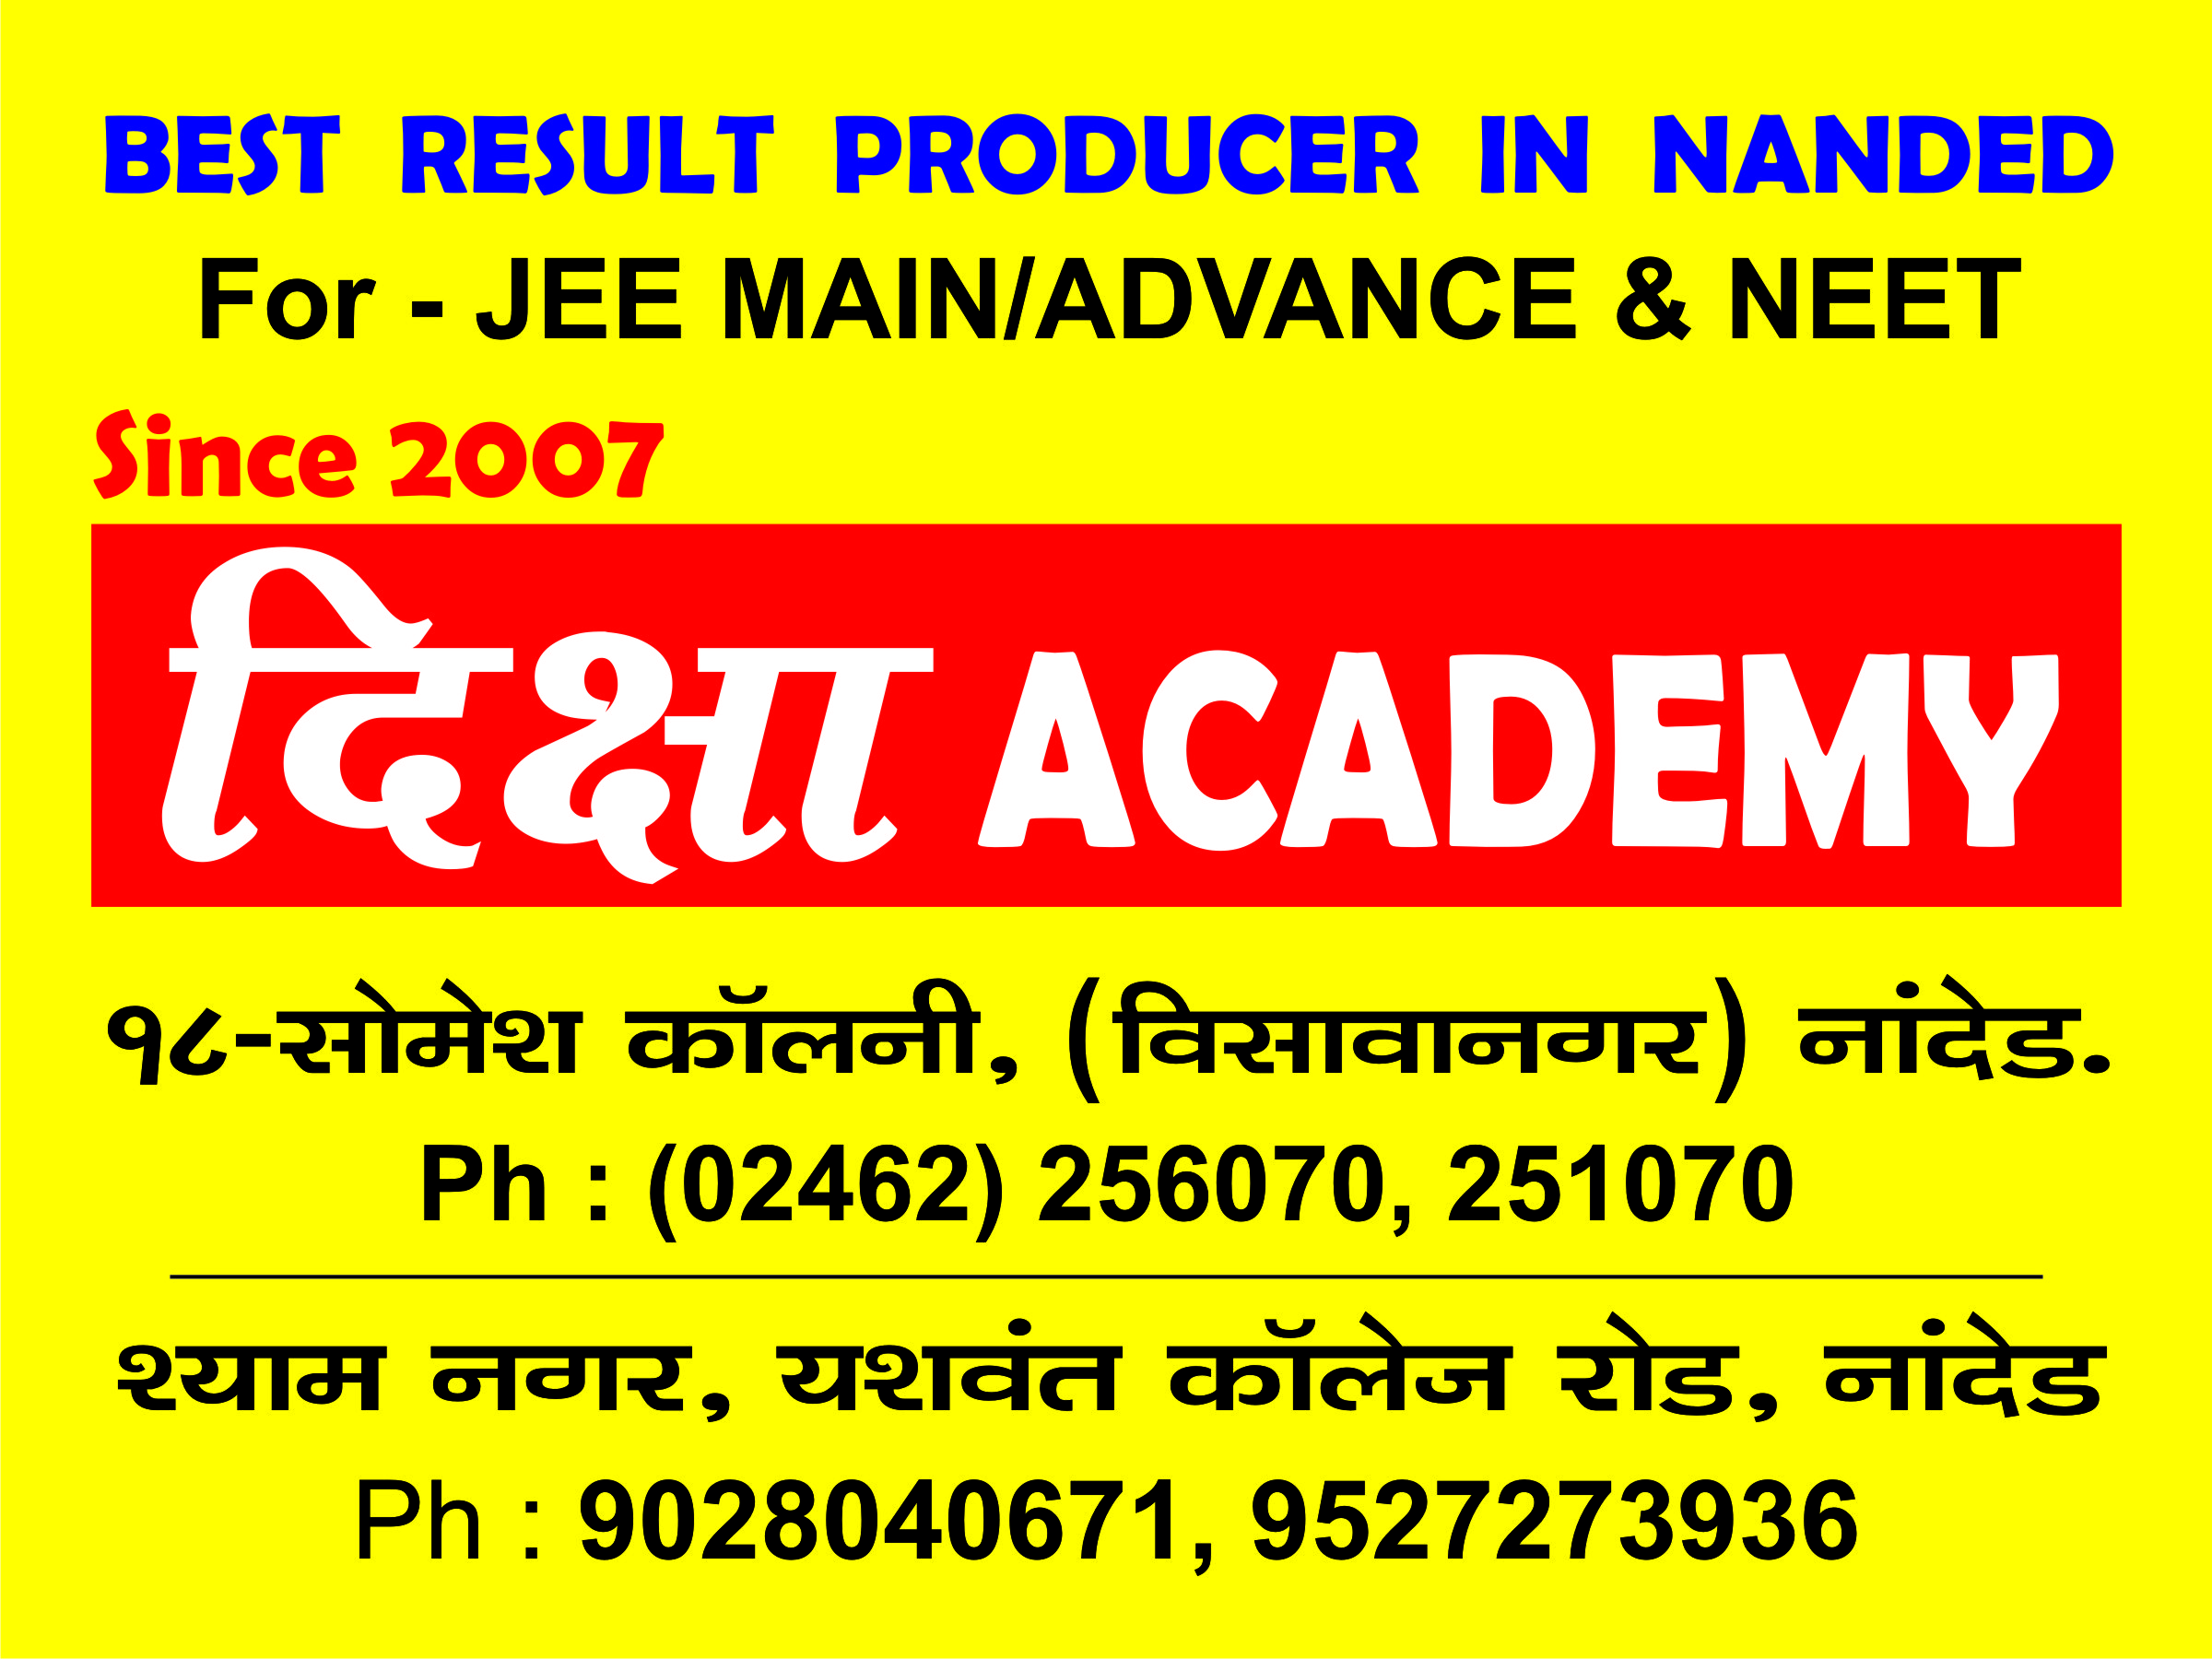 BEST RESULT PRODUCER IN NANDED
For - JEE MAIN/ADVANCE & NEET
Since 2007
दिक्षा ACADEMY
१८-सोमेश कॉलनी, (किसाबानगर) नांदेड.
Ph : (02462) 256070, 251070
श्याम नगर, यशवंत कॉलेज रोड, नांदेड
Ph : 9028040671, 9527273936